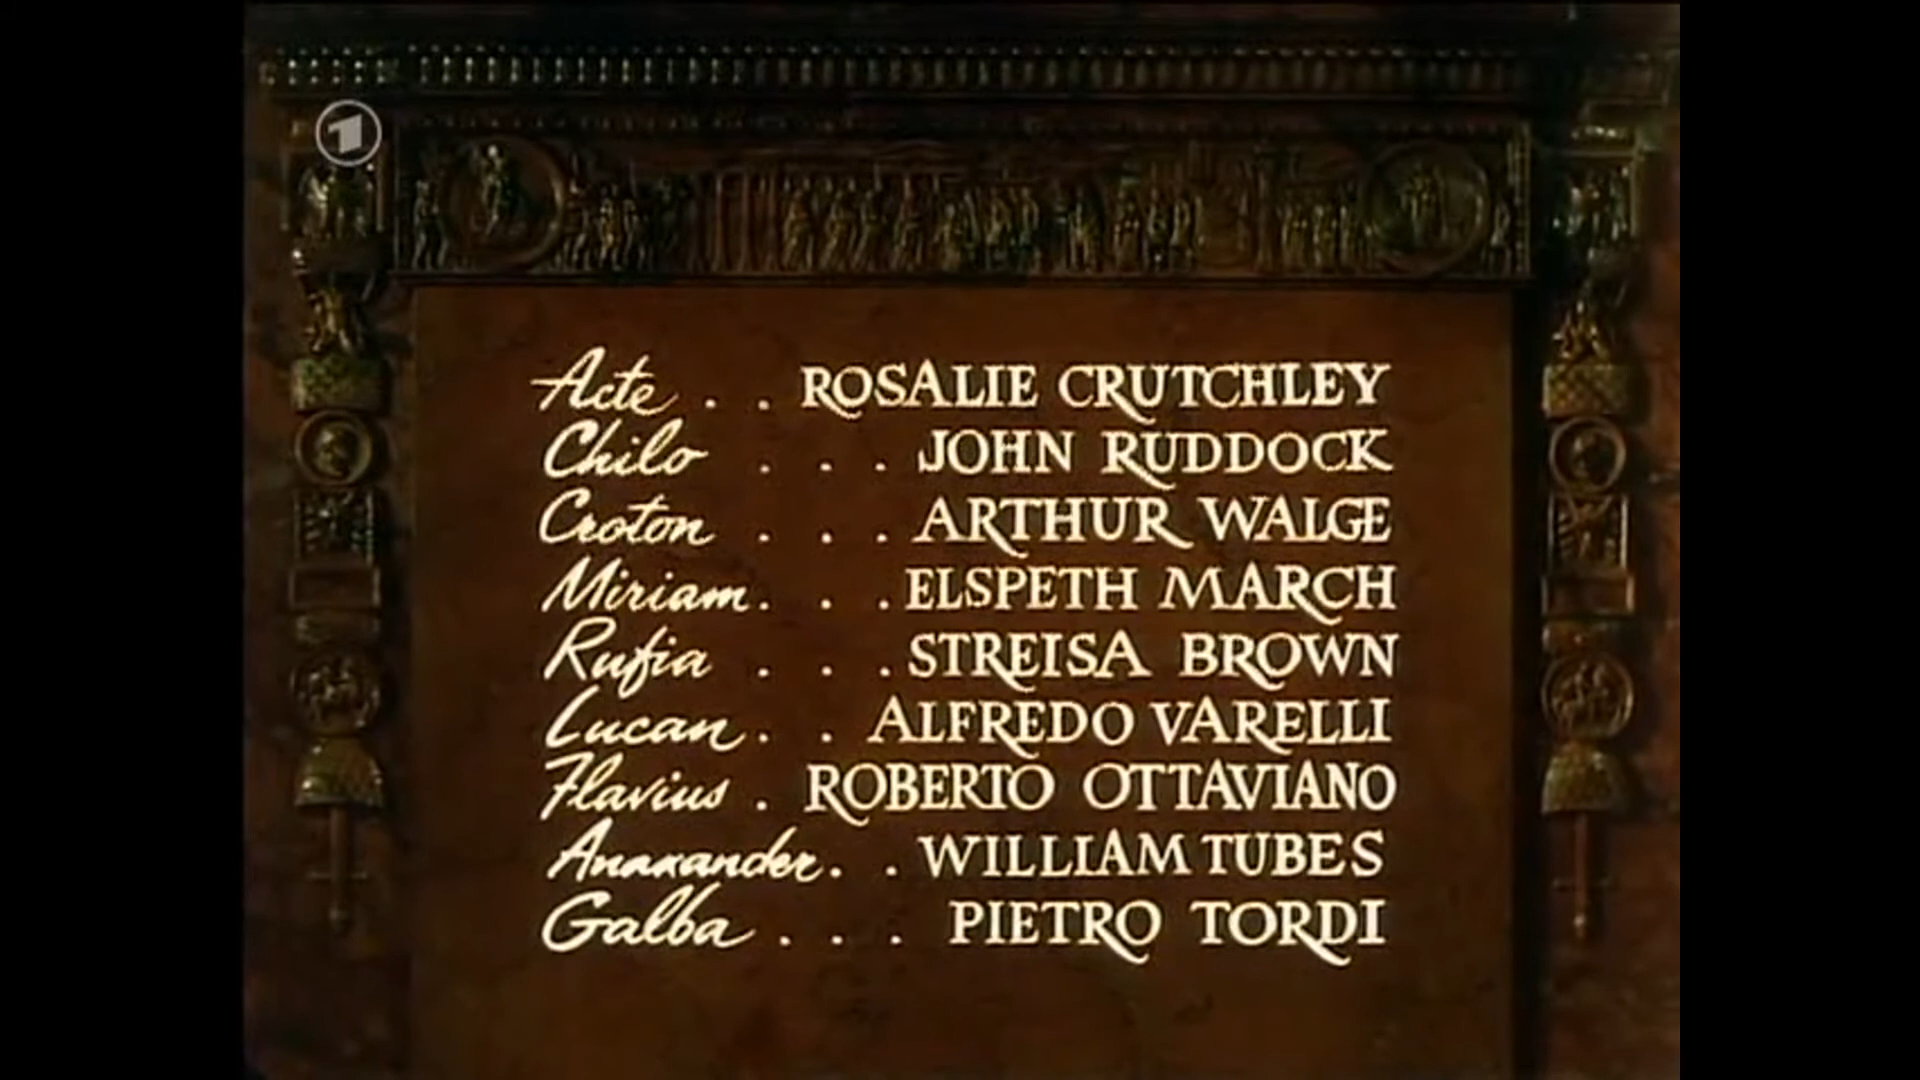 1
Acte . . ROSALIE CRUTCHLEY
Chilo . . . JOHN RUDDOCK
Croton . . . ARTHUR WALGE
Miriam . . . ELSPETH MARCH
Rufia . . . STREISA BROWN
Lucan . . ALFREDO VARELLI
Flavius . ROBERTO OTTAVIANO
Anaxander . . WILLIAM TUBES
Galba . . . PIETRO TORDI